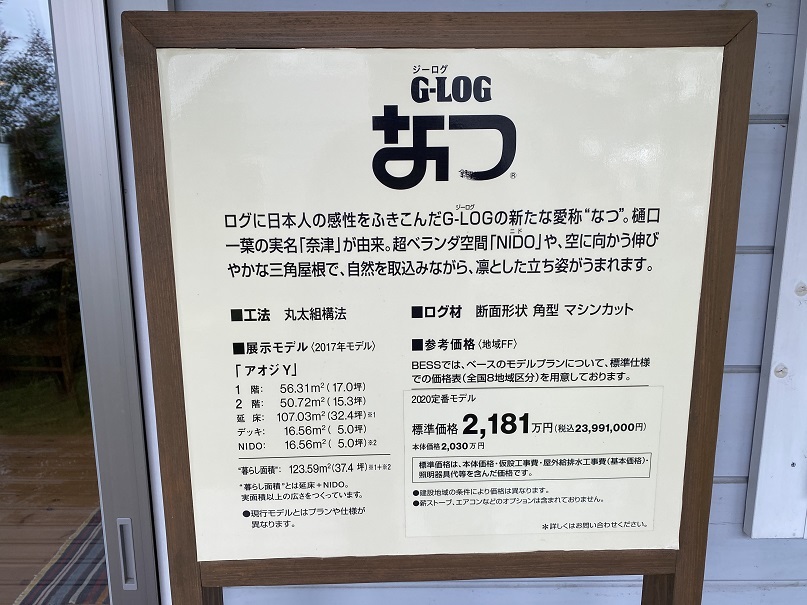 ジーログ
G-LOG
なつ®
ジーログ
ログに日本人の感性をふきこんだG-LOGの新たな愛称“なつ”。樋口
ニド
一葉の実名「奈津」が由来。超ベランダ空間「NIDO」や、空に向かう伸び
やかな三角屋根で、自然を取込みながら、凛とした立ち姿がうまれます。
■工法 丸太組構法
■展示モデル〈2017年モデル〉
「アオジY」
1 階: 56.31m²(17.0坪)
2 階: 50.72m²(15.3坪)
延 床: 107.03m²(32.4坪)※1
デッキ: 16.56m²( 5.0坪)
NIDO: 16.56m²( 5.0坪)※2
“暮らし面積”: 123.59m²(37.4 坪)※1+※2
“暮らし面積”とは延床+NIDO。
実面積以上の広さをつくっています。
●現行モデルとはプランや仕様が
異なります。
■ログ材 断面形状 角型 マシンカット
■参考価格〈地域FF〉
BESSでは、ベースのモデルプランについて、標準仕様
での価格表(全国8地域区分)を用意しております。
2020定番モデル
標準価格 2,181万円(税込23,991,000円)
本体価格2,030万円
標準価格は、本体価格・仮設工事費・屋外給排水工事費(基本価格)・
照明器具代等を含んだ価格です。
●建設地域の条件により価格は異なります。
●薪ストーブ、エアコンなどのオプションは含まれておりません。
＊詳しくはお問い合わせください。